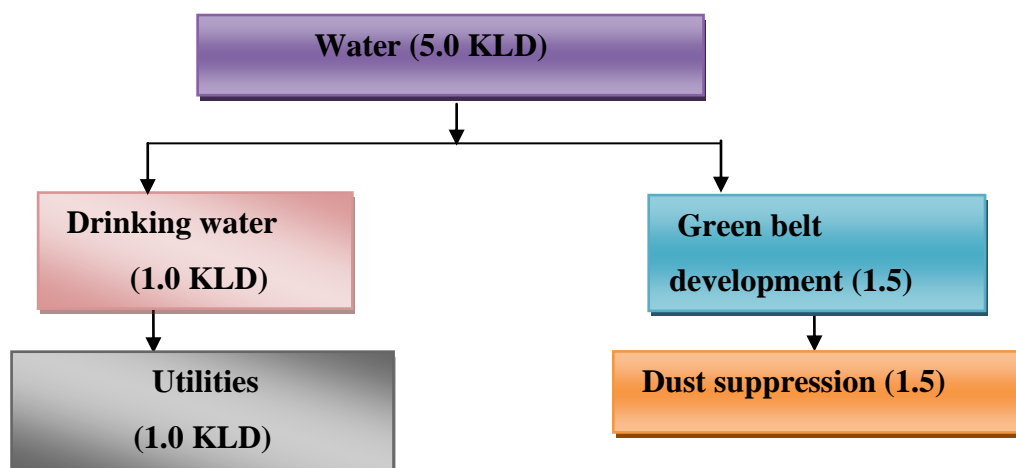 Water (5.0 KLD)
Drinking water
(1.0 KLD)
Green belt
development (1.5)
Utilities
(1.0 KLD)
Dust suppression (1.5)